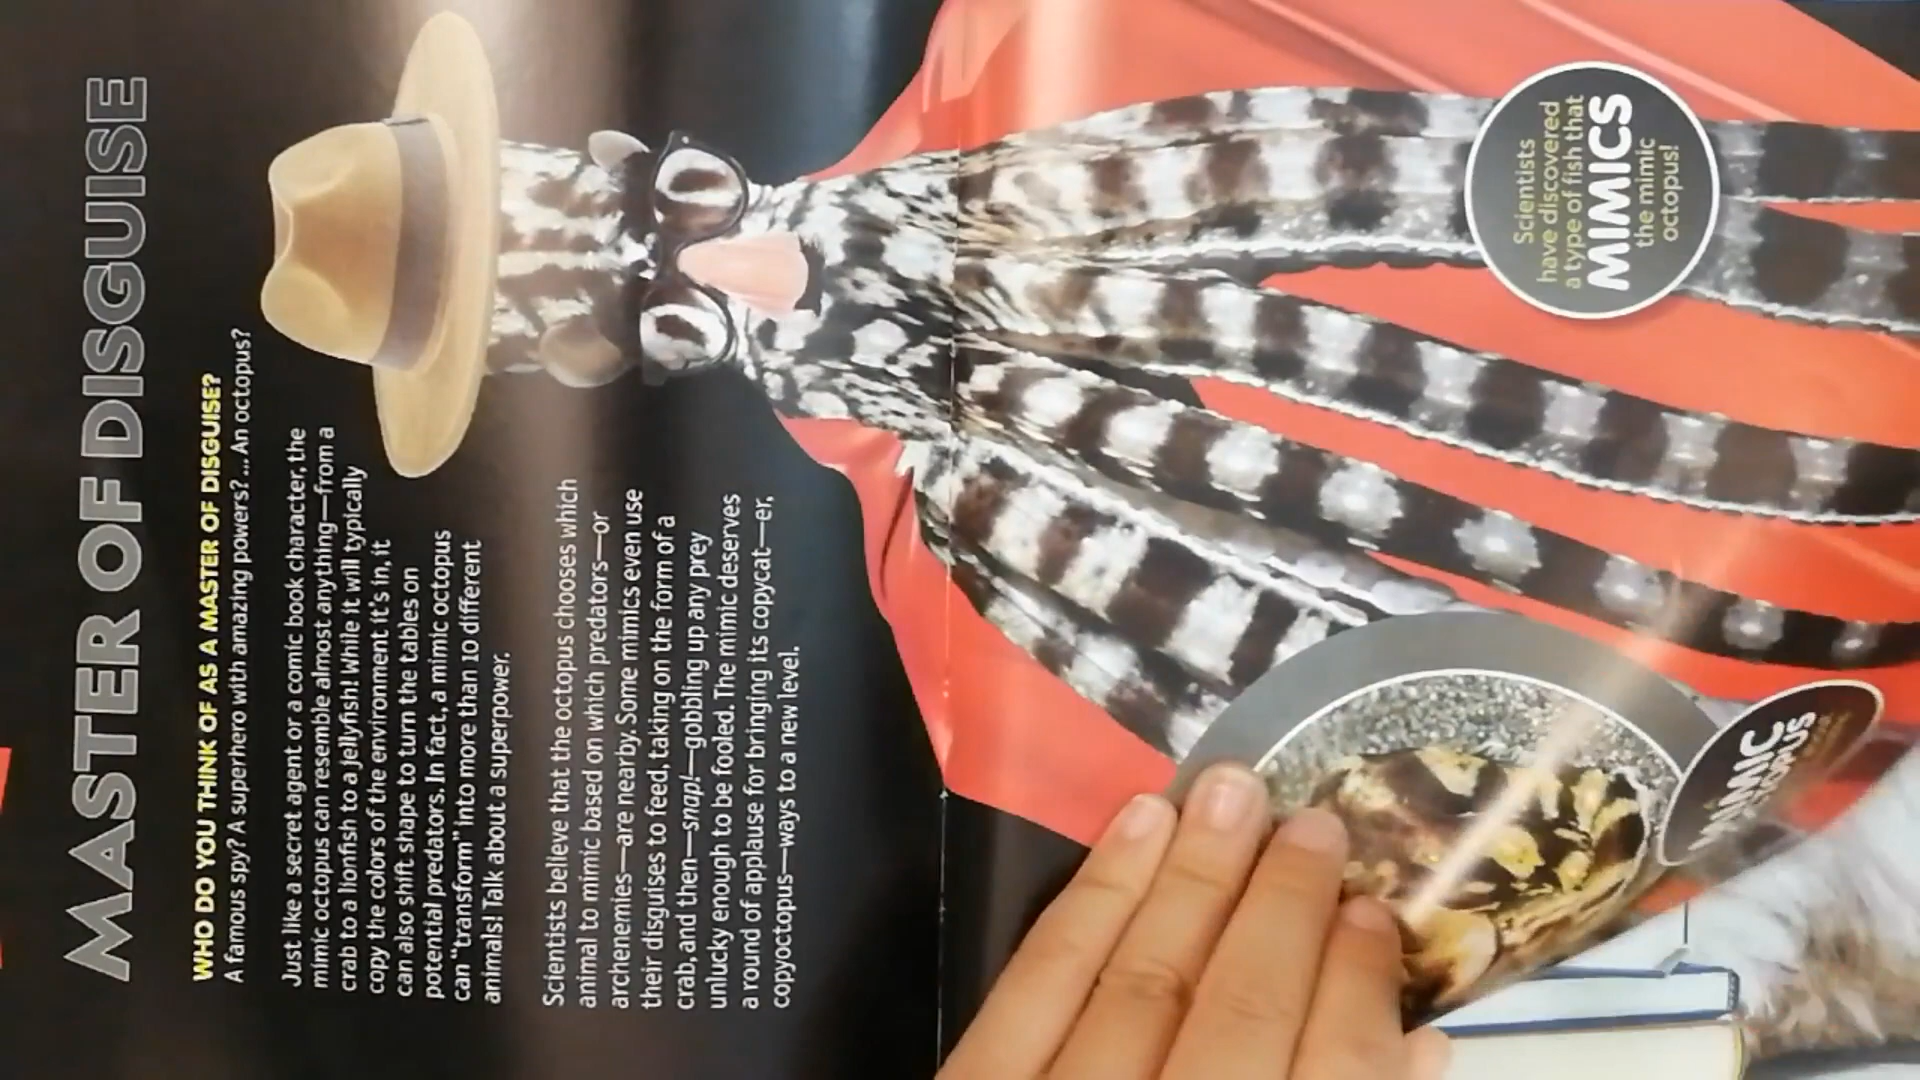 MASTER OF DISGUISE
WHO DO YOU THINK OF AS A MASTER OF DISGUISE?
A famous spy? A superhero with amazing powers? ... An octopus?
Just like a secret agent or a comic book character, the
mimic octopus can resemble almost anything—from a
crab to a lionfish to a jellyfish! While it will typically
copy the colors of the environment it's in, it
can also shift shape to turn the tables on
potential predators. In fact, a mimic octopus
can "transform" into more than 10 different
animals! Talk about a superpower.
Scientists believe that the octopus chooses which
animal to mimic based on which predators—or
archenemies—are nearby. Some mimics even use
their disguises to feed, taking on the form of a
crab, and then—snap!—gobbling up any prey
unlucky enough to be fooled. The mimic deserves
a round of applause for bringing its copycat—er,
copyoctopus—ways to a new level.
Scientists
have discovered
a type of fish that
MIMICS
the mimic
octopus!
MIMIC